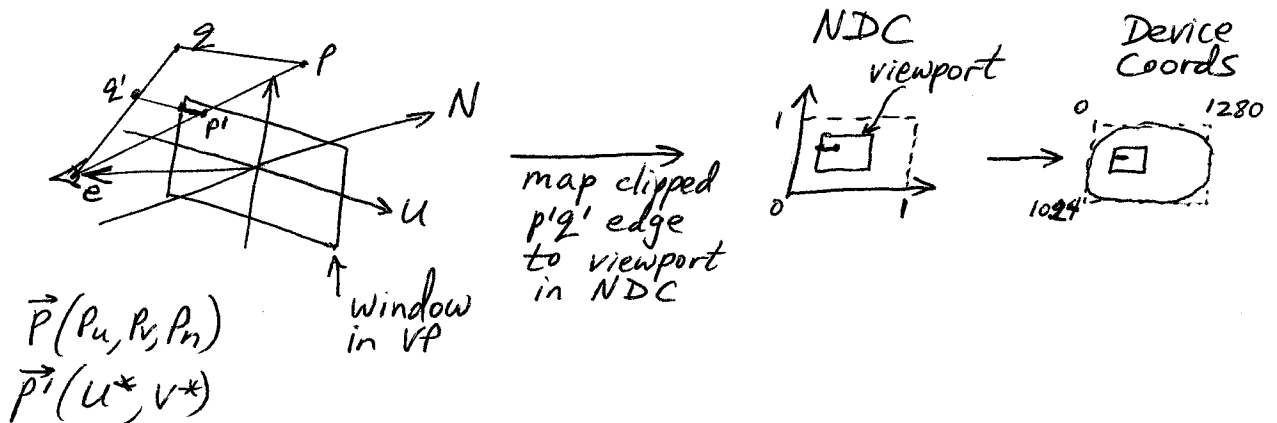 q
p
q'
p'
N
e
U
window
in VP
P⃗(Pu, Pv, Pn)
P⃗'(U*, V*)
map clipped
p'q' edge
to viewport
in NDC
NDC
viewport
1
0
1
Device
Coords
0
1280
1024